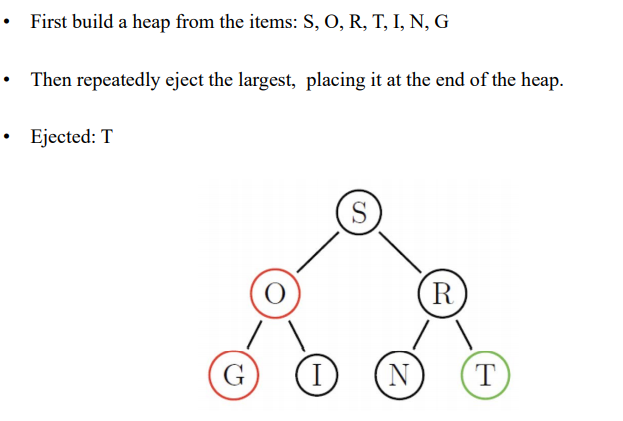 • First build a heap from the items: S, O, R, T, I, N, G
• Then repeatedly eject the largest, placing it at the end of the heap.
• Ejected: T
S
O R
G I N T